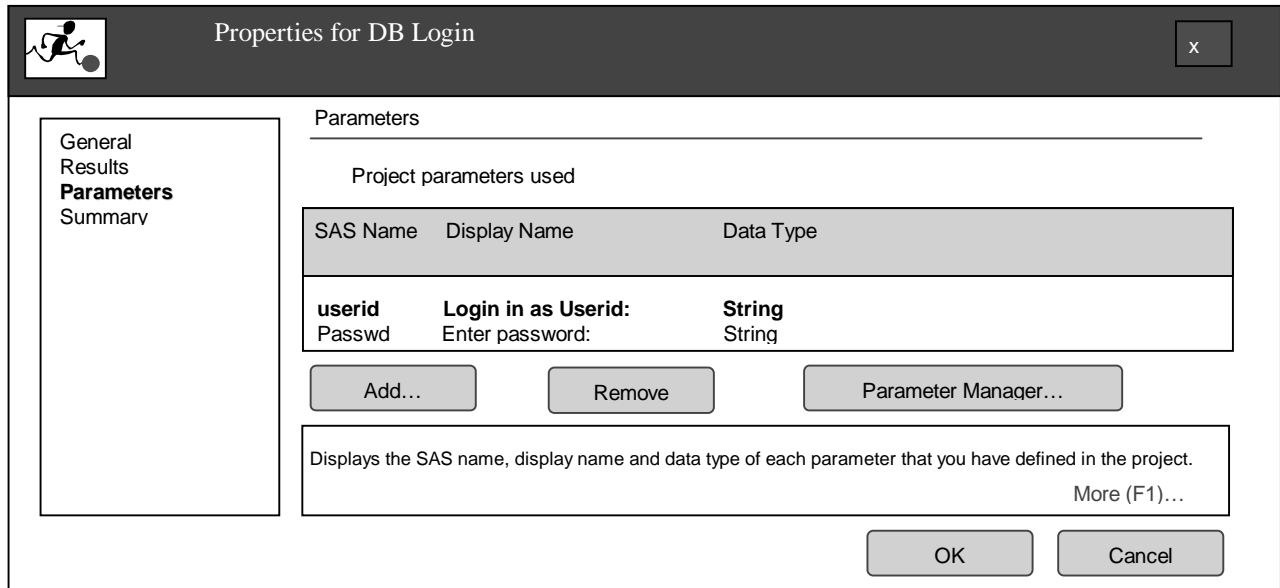 Properties for DB Login
x
General
Results
Parameters
Summary
Parameters
Project parameters used
SAS Name Display Name Data Type
userid Login in as Userid: String
Passwd Enter password: String
Add…
Remove
Parameter Manager…
Displays the SAS name, display name and data type of each parameter that you have defined in the project.
More (F1)…
OK
Cancel